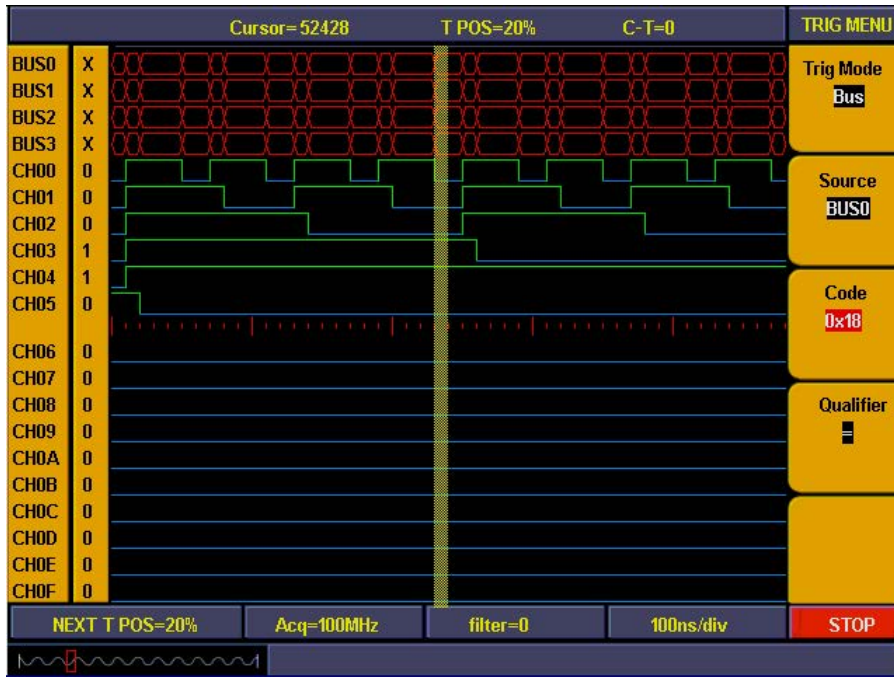 Cursor=52428 T POS=20% C-T=0 TRIG MENU
BUS0 X
BUS1 X
BUS2 X
BUS3 X
CH00 0
CH01 0
CH02 0
CH03 1
CH04 1
CH05 0
CH06 0
CH07 0
CH08 0
CH09 0
CH0A 0
CH0B 0
CH0C 0
CH0D 0
CH0E 0
CH0F 0
Trig Mode
Bus
Source
BUS0
Code
0x18
Qualifier
=
NEXT T POS=20% Acq=100MHz filter=0 100ns/div STOP